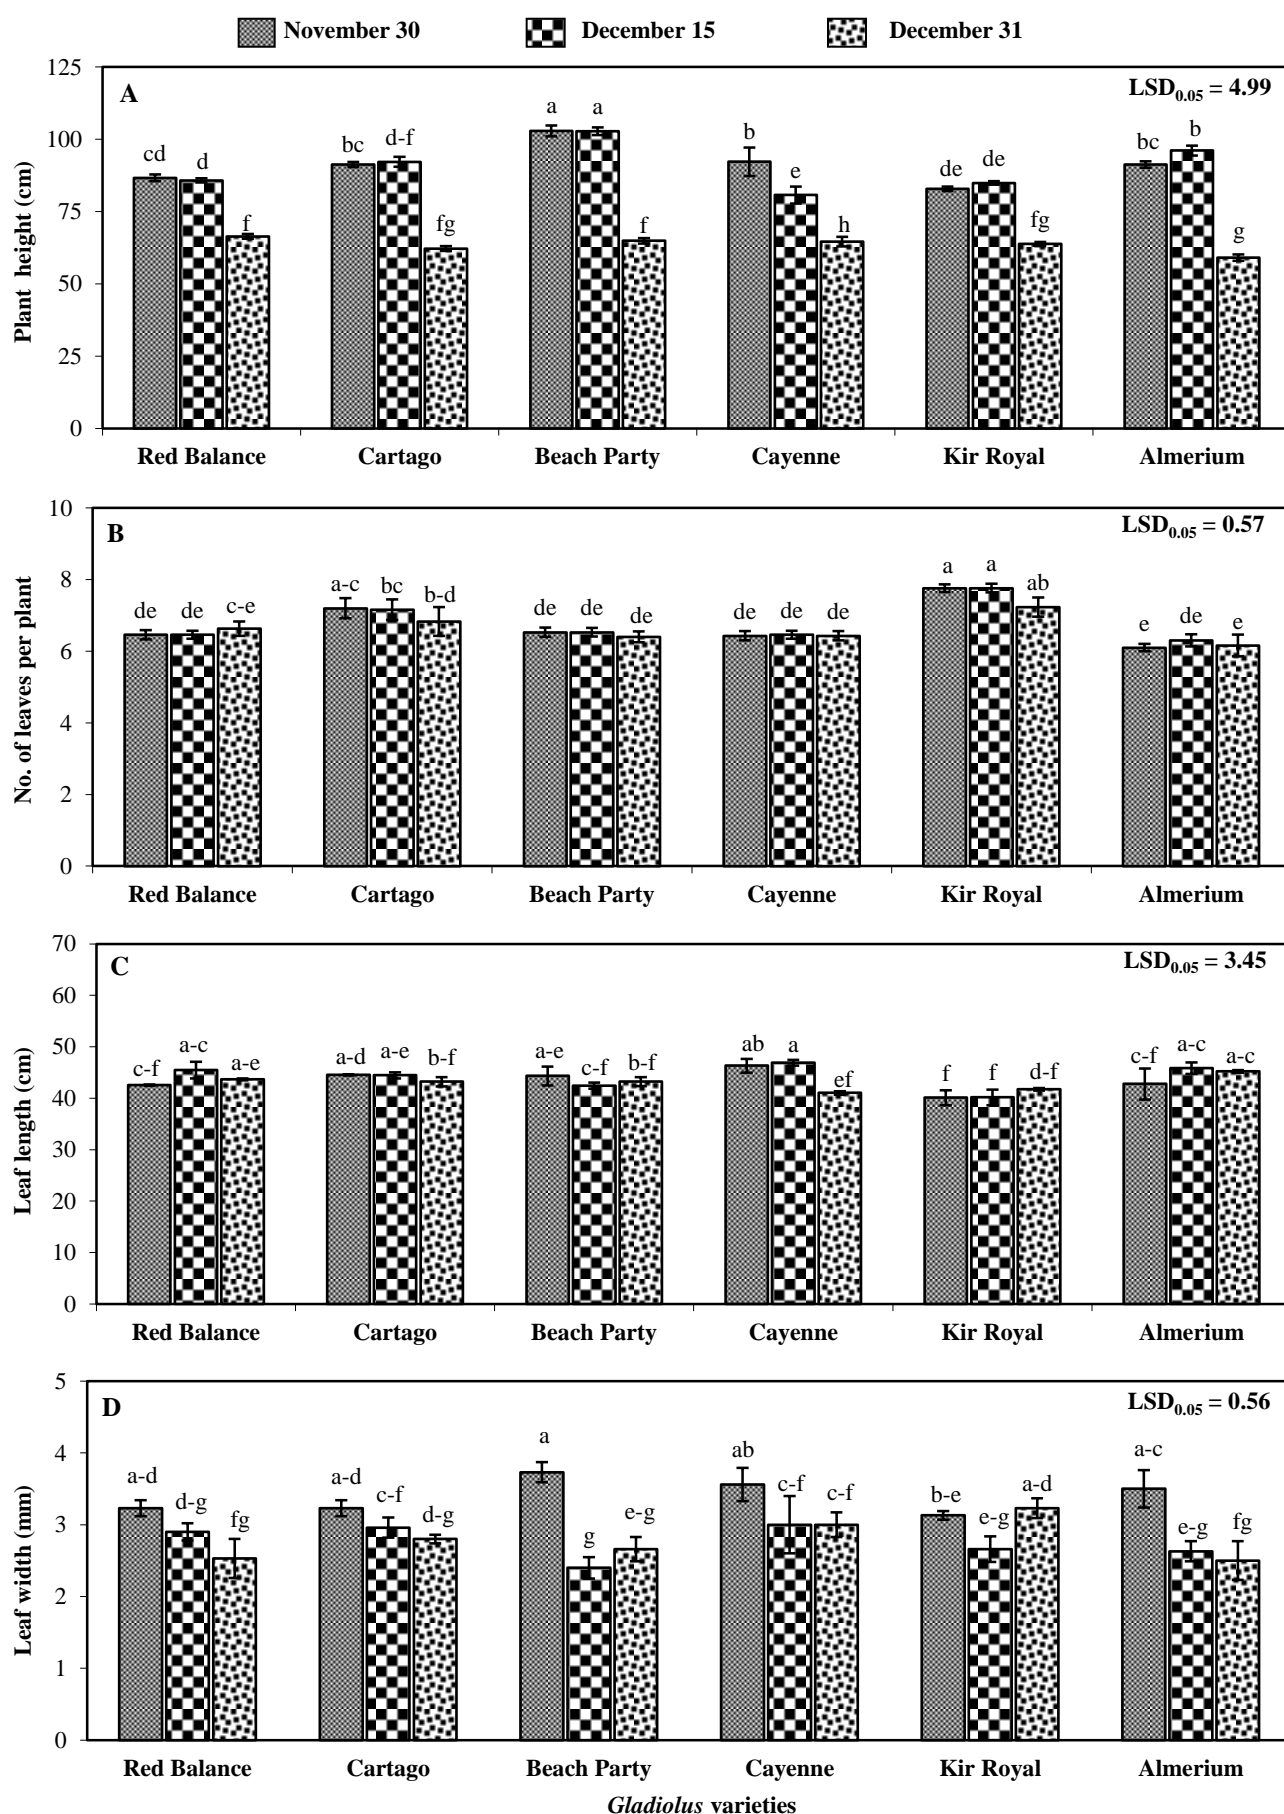 November 30 December 15 December 31
A LSD0.05 = 4.99
Plant height (cm)
125
100
75
50
25
0
cd d f bc d-f fg a a f b e h de de fg bc b g
Red Balance Cartago Beach Party Cayenne Kir Royal Almerium
B LSD0.05 = 0.57
No. of leaves per plant
10
8
6
4
2
0
de de c-e a-c bc b-d de de de de de de a a ab e de e
Red Balance Cartago Beach Party Cayenne Kir Royal Almerium
C LSD0.05 = 3.45
Leaf length (cm)
70
60
50
40
30
20
10
0
c-f a-c a-e a-d a-e b-f a-e c-f b-f ab a ef f f d-f c-f a-c a-c
Red Balance Cartago Beach Party Cayenne Kir Royal Almerium
D LSD0.05 = 0.56
Leaf width (mm)
5
4
3
2
1
0
a-d d-g fg a-d c-f d-g a g e-g ab c-f c-f b-e e-g a-d a-c e-g fg
Red Balance Cartago Beach Party Cayenne Kir Royal Almerium
Gladiolus varieties